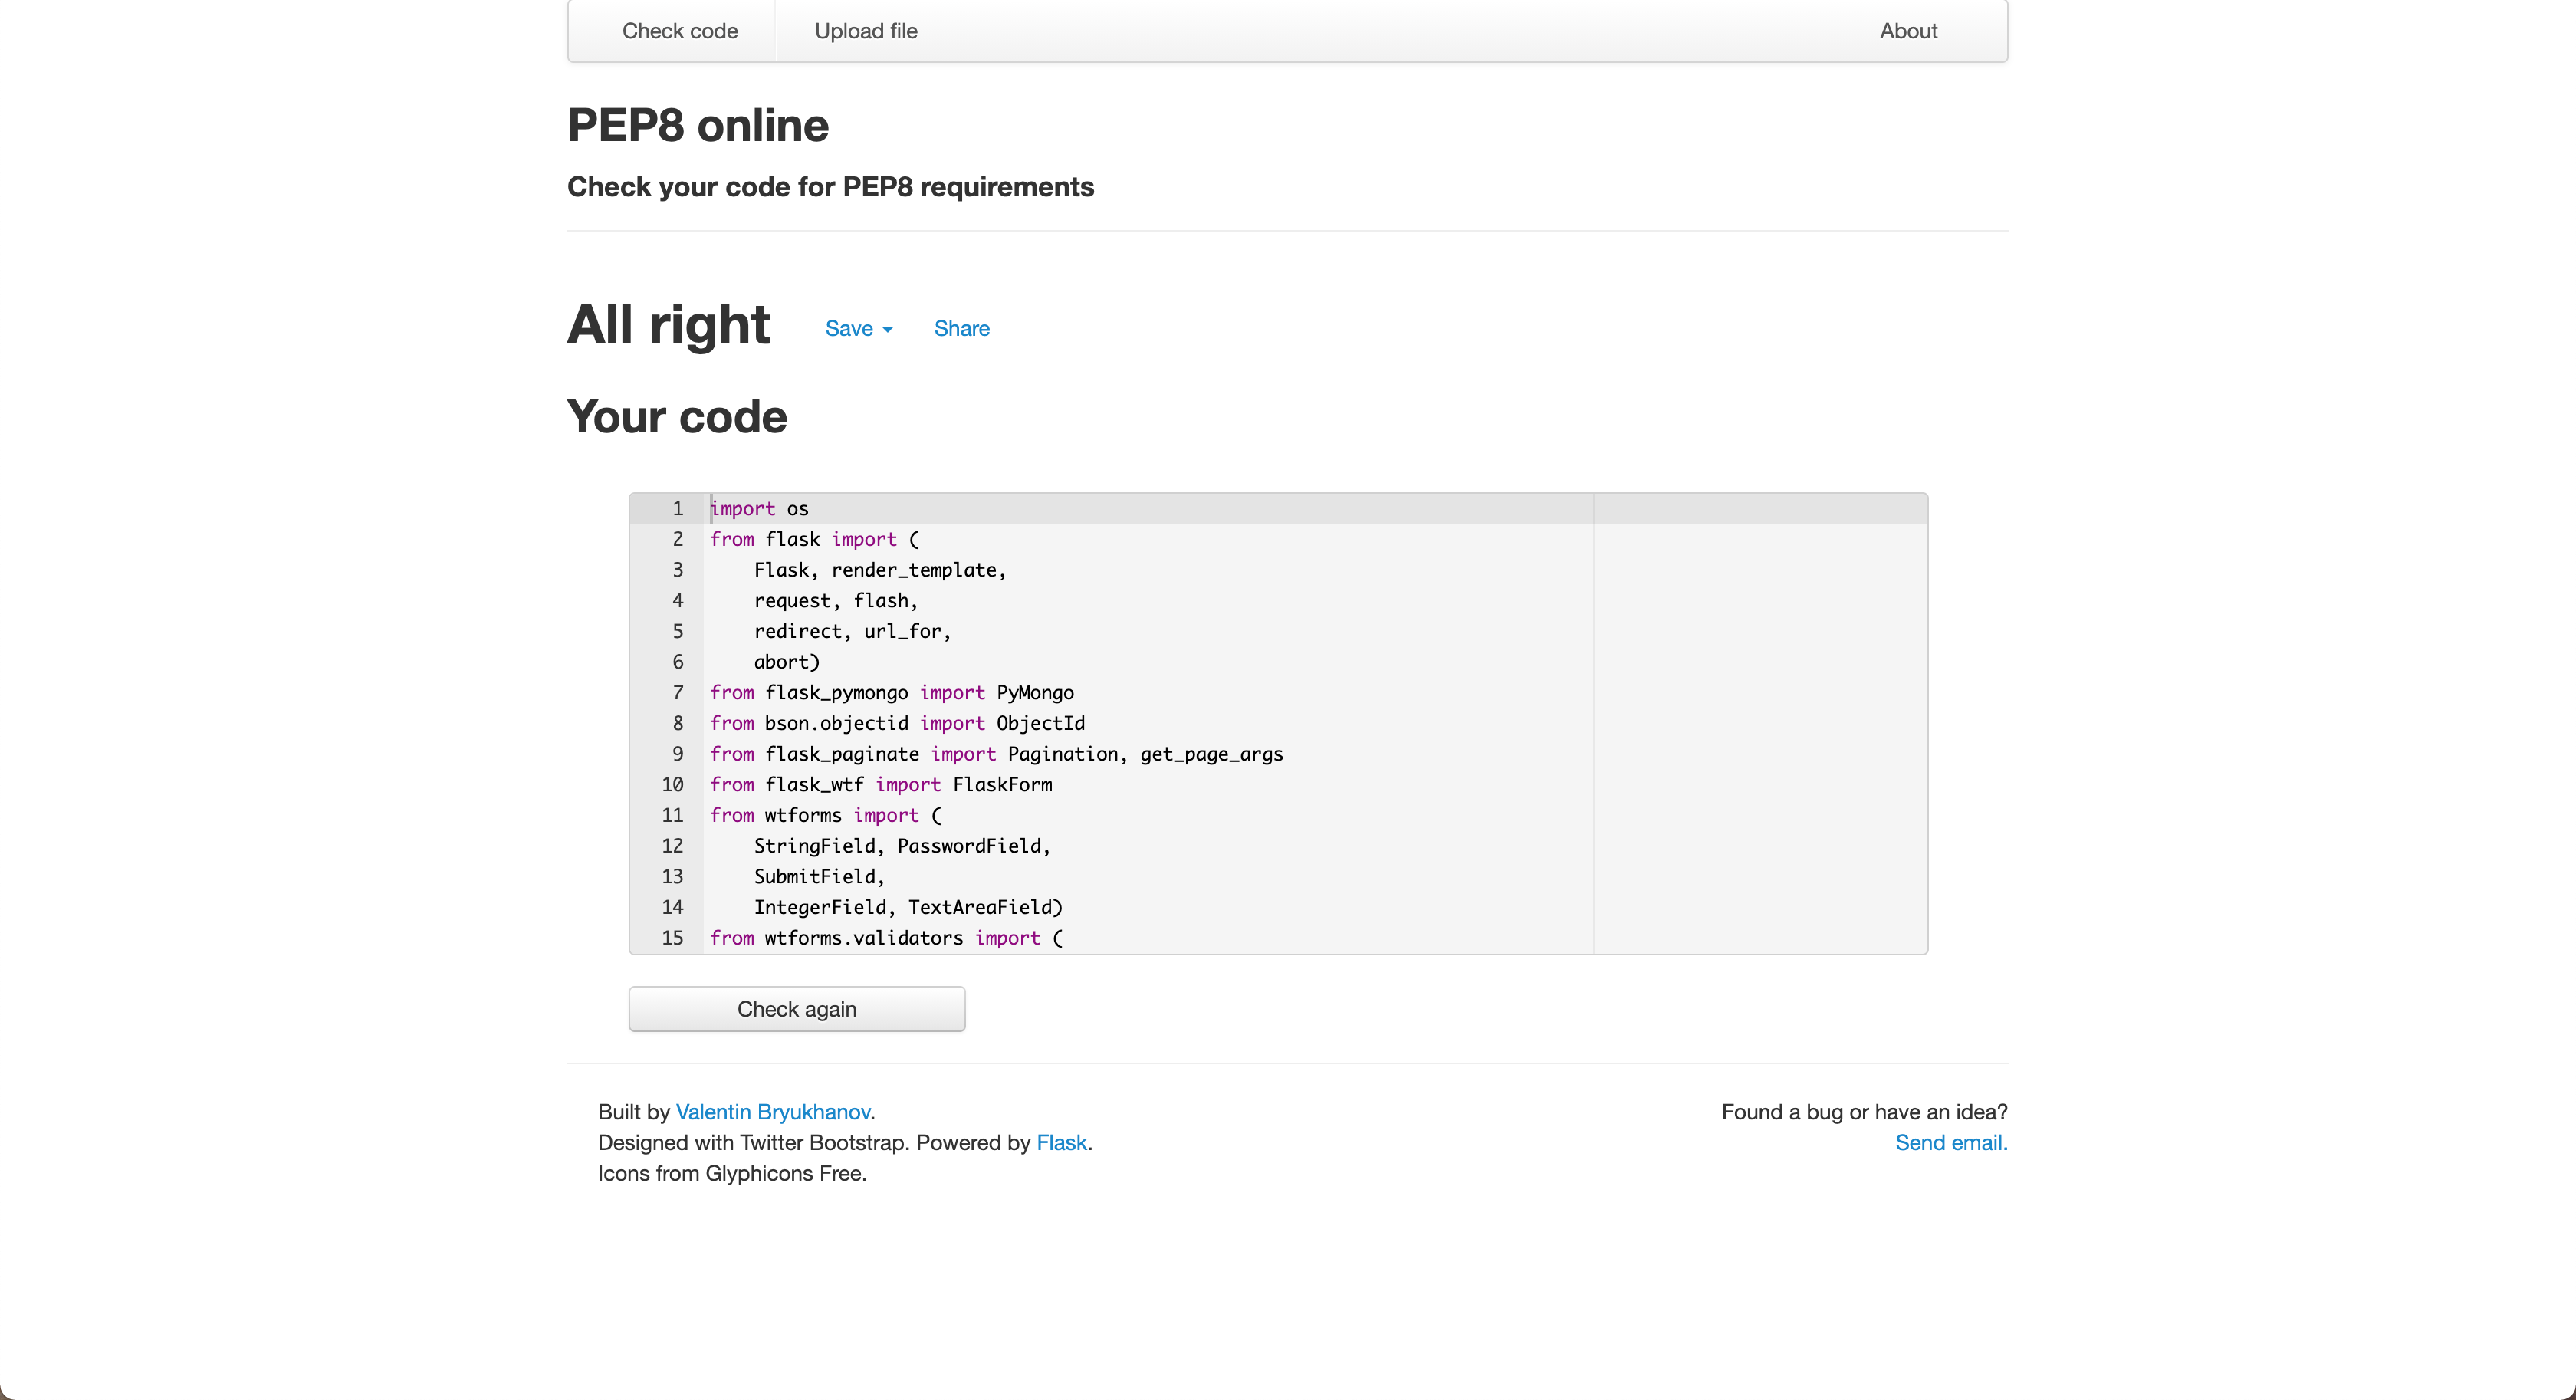 Check code Upload file About
PEP8 online
Check your code for PEP8 requirements
All right Save Share
Your code
1 import os
2 from flask import (
3     Flask, render_template,
4     request, flash,
5     redirect, url_for,
6     abort)
7 from flask_pymongo import PyMongo
8 from bson.objectid import ObjectId
9 from flask_paginate import Pagination, get_page_args
10 from flask_wtf import FlaskForm
11 from wtforms import (
12     StringField, PasswordField,
13     SubmitField,
14     IntegerField, TextAreaField)
15 from wtforms.validators import (
Check again
Built by Valentin Bryukhanov. Found a bug or have an idea?
Designed with Twitter Bootstrap. Powered by Flask. Send email.
Icons from Glyphicons Free.